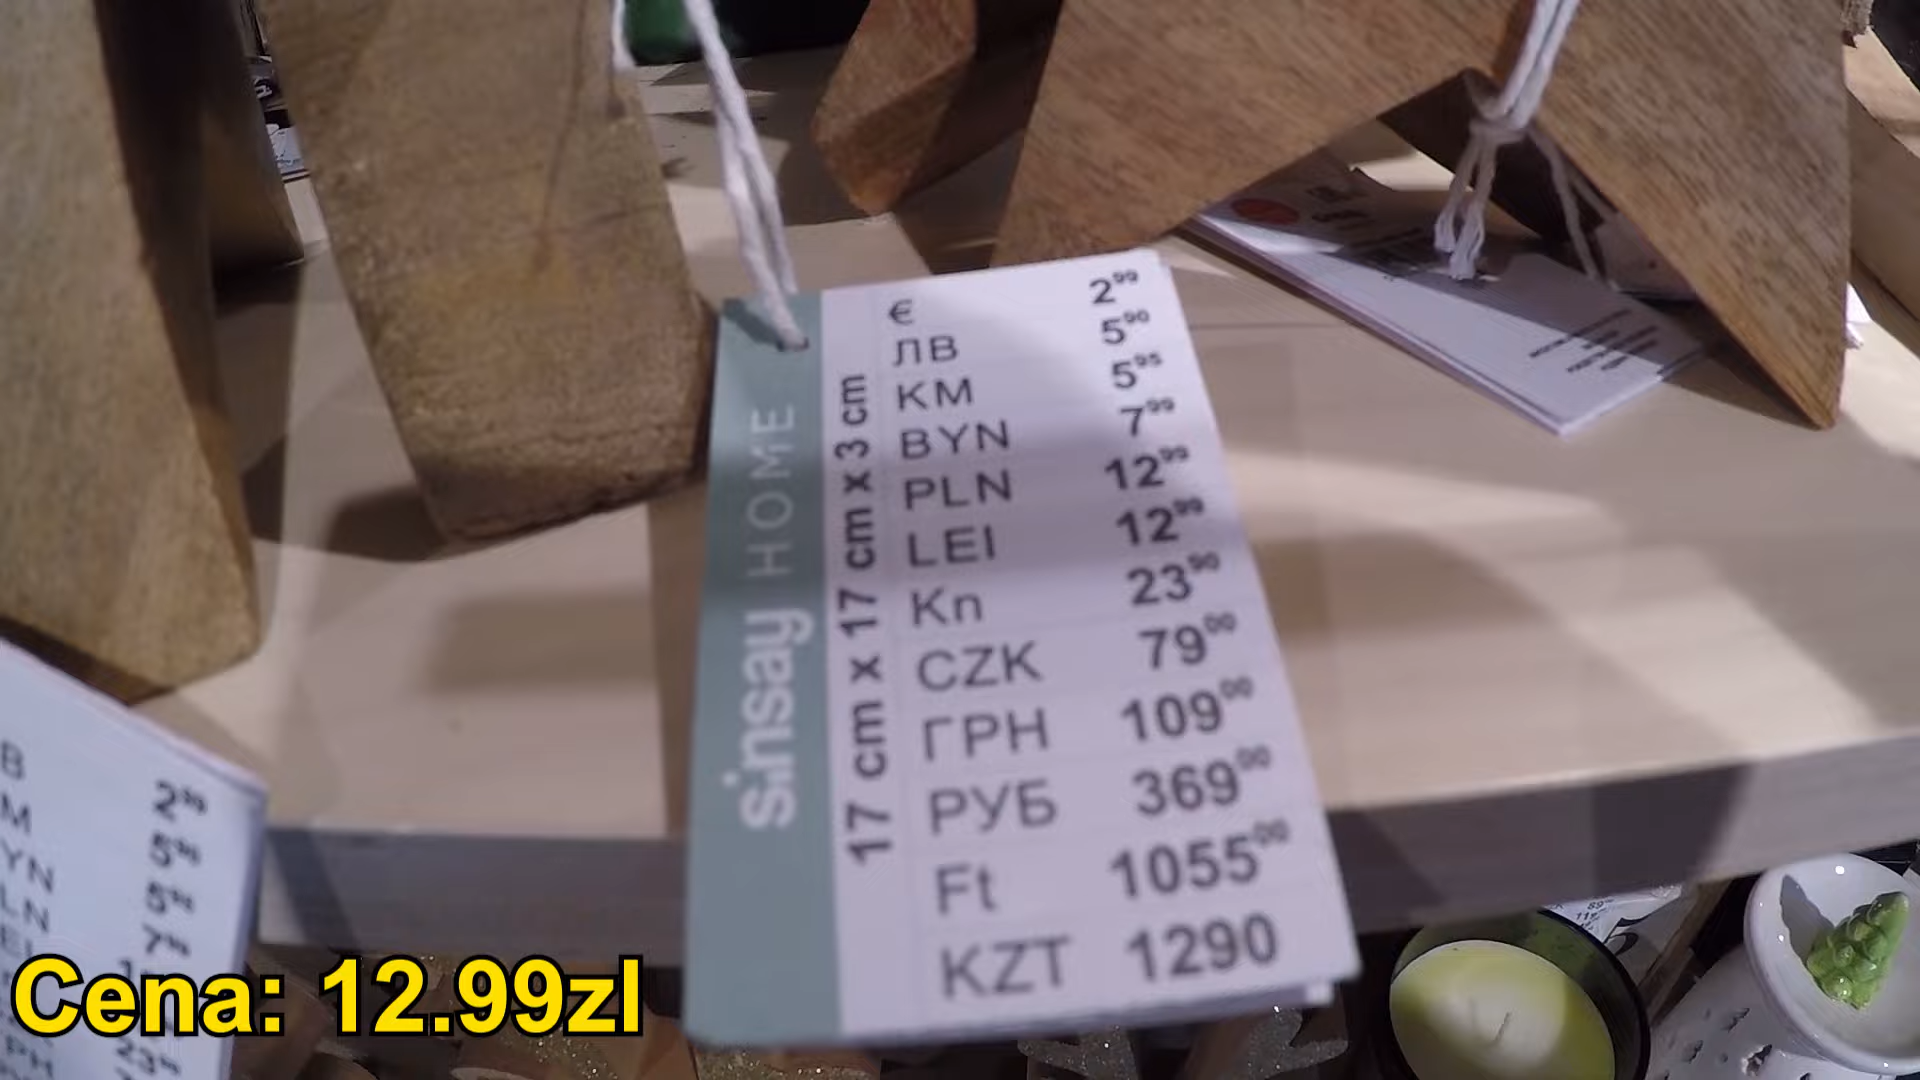 € 2⁹⁹
ЛВ 5⁹⁰
KM 5⁹⁵
BYN 7⁹⁹
PLN 12⁹⁹
LEI 12⁹⁹
Kn 23⁹⁰
CZK 79⁰⁰
ГРН 109⁰⁰
РУБ 369⁰⁰
Ft 1055⁰⁰
KZT 1290
17 cm x 17 cm x 3 cm
sinsay HOME
Cena: 12.99zl